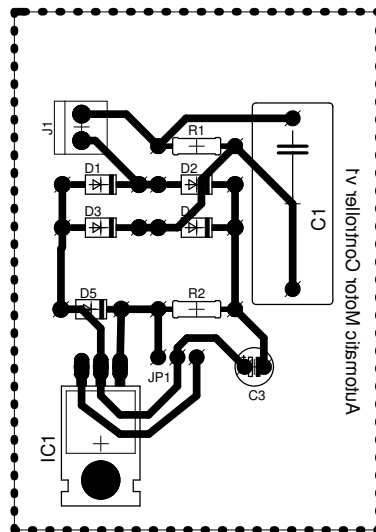 J1
R1
D1
D2
D3
D
C1
D5
R2
JP1
C3
IC1
Automatic Motor Controller v1